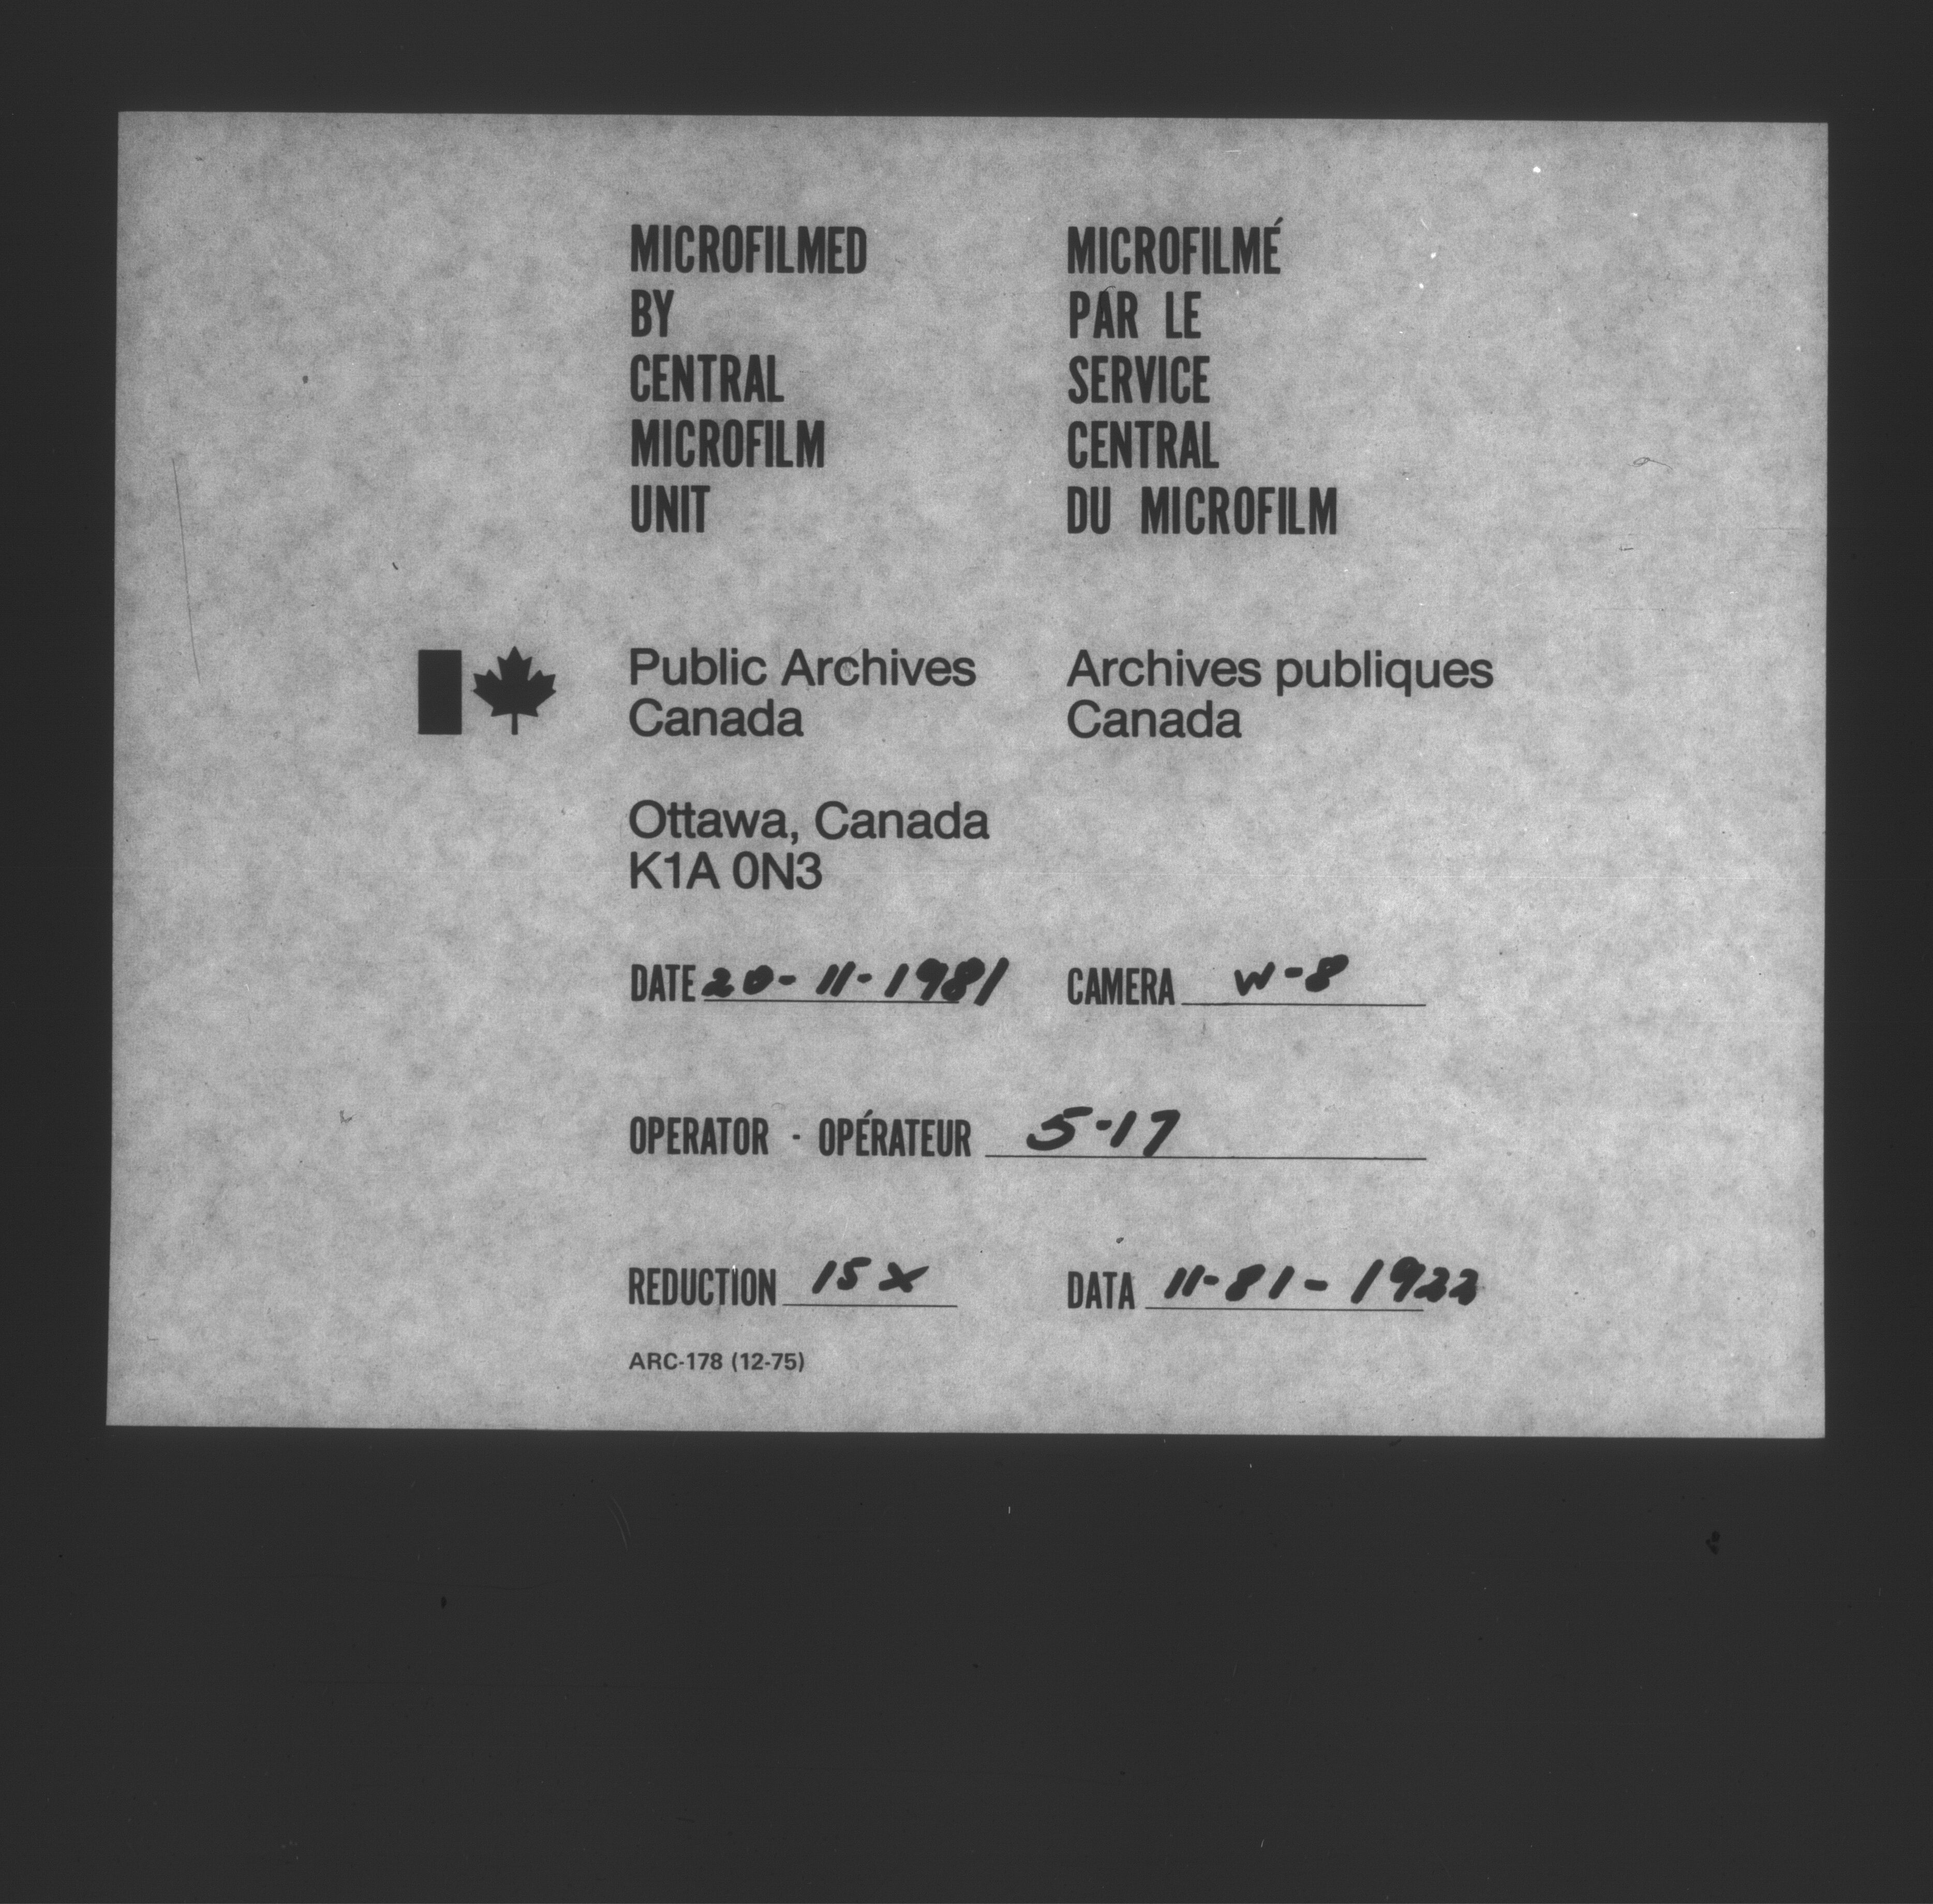 MICROFILMED
BY
CENTRAL
MICROFILM
UNIT
MICROFILMÉ
PAR LE
SERVICE
CENTRAL
DU MICROFILM
Public Archives
Canada
Archives publiques
Canada
Ottawa, Canada
K1A 0N3
DATE 20-11-1981
CAMERA W-8
OPERATOR - OPÉRATEUR 5-17
REDUCTION 15 X
DATA 11-81-1922
ARC-178 (12-75)